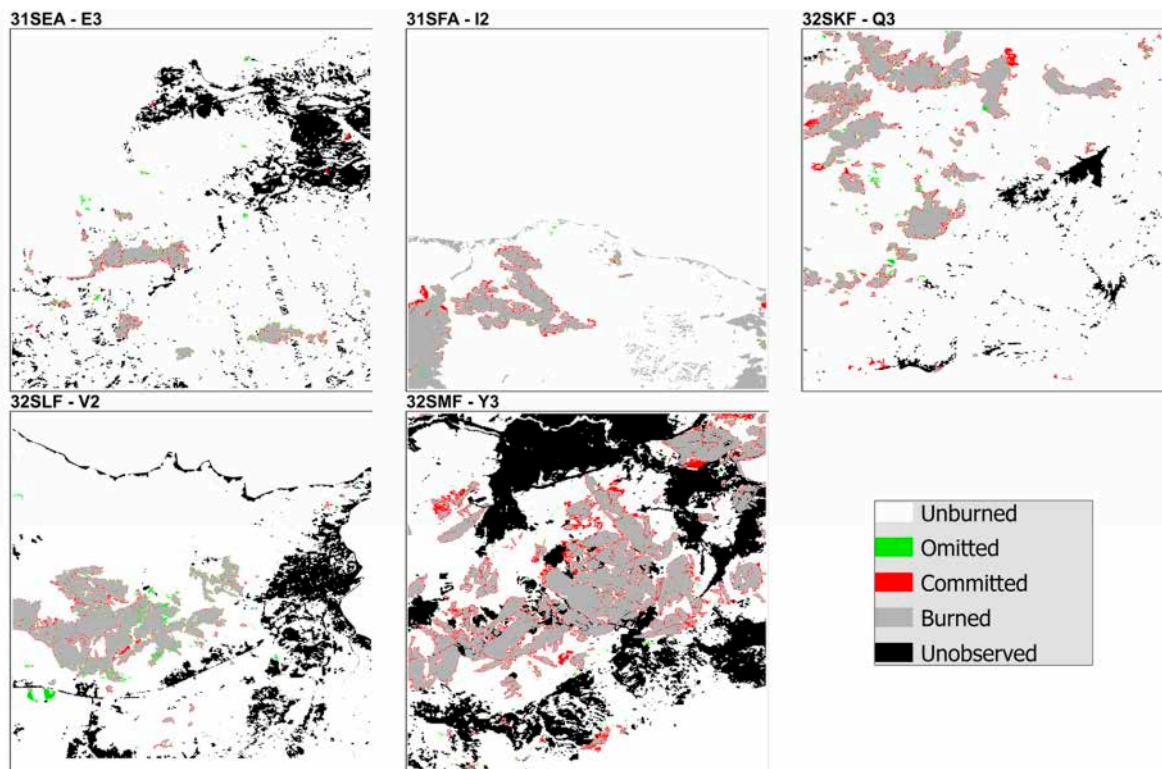 31SEA - E3
31SFA - I2
32SKF - Q3
32SLF - V2
32SMF - Y3
Unburned
Omitted
Committed
Burned
Unobserved